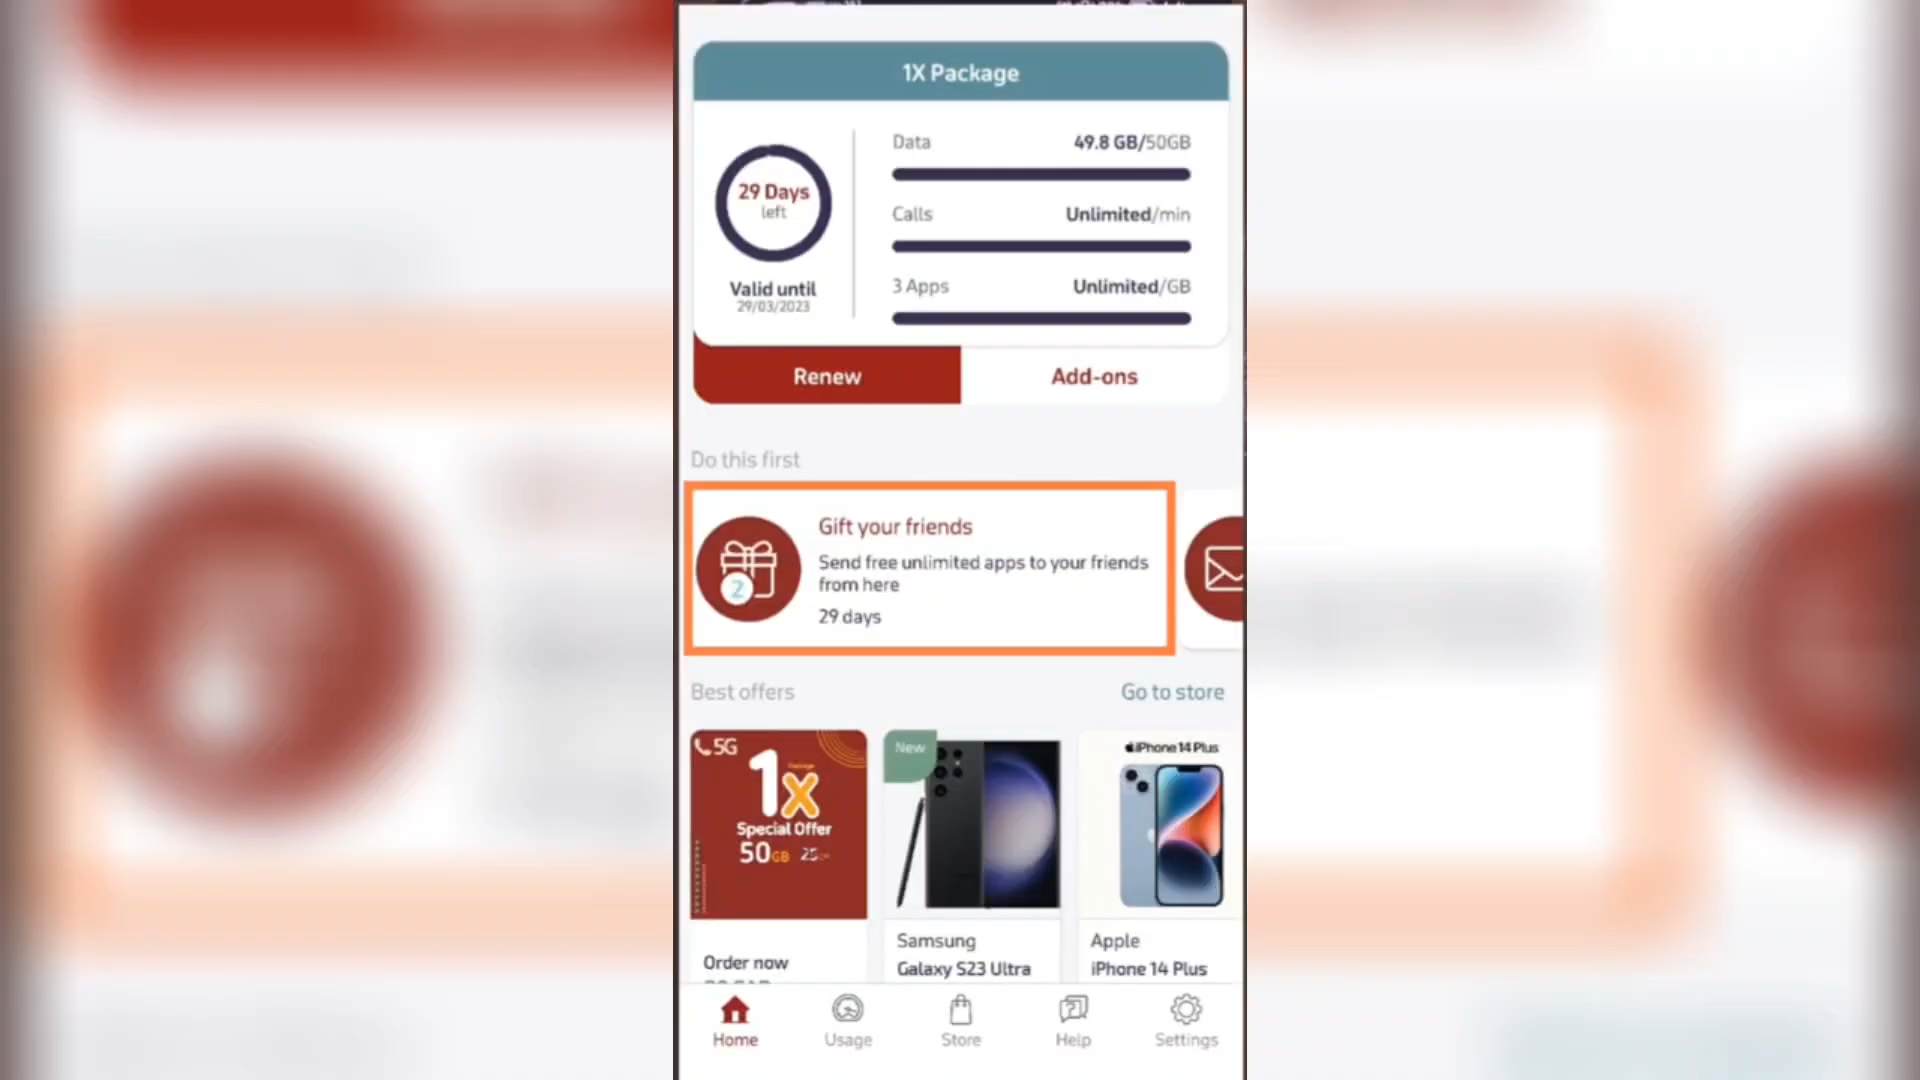 1X Package
29 Days
left
Valid until
29/03/2023
Data 49.8 GB/50GB
Calls Unlimited/min
3 Apps Unlimited/GB
Renew Add-ons
Do this first
Gift your friends
Send free unlimited apps to your friends
from here
29 days
2
Best offers Go to store
5G
1x
Special Offer
50GB
Order now
New
Samsung
Galaxy S23 Ultra
iPhone 14 Plus
Apple
iPhone 14 Plus
Home Usage Store Help Settings